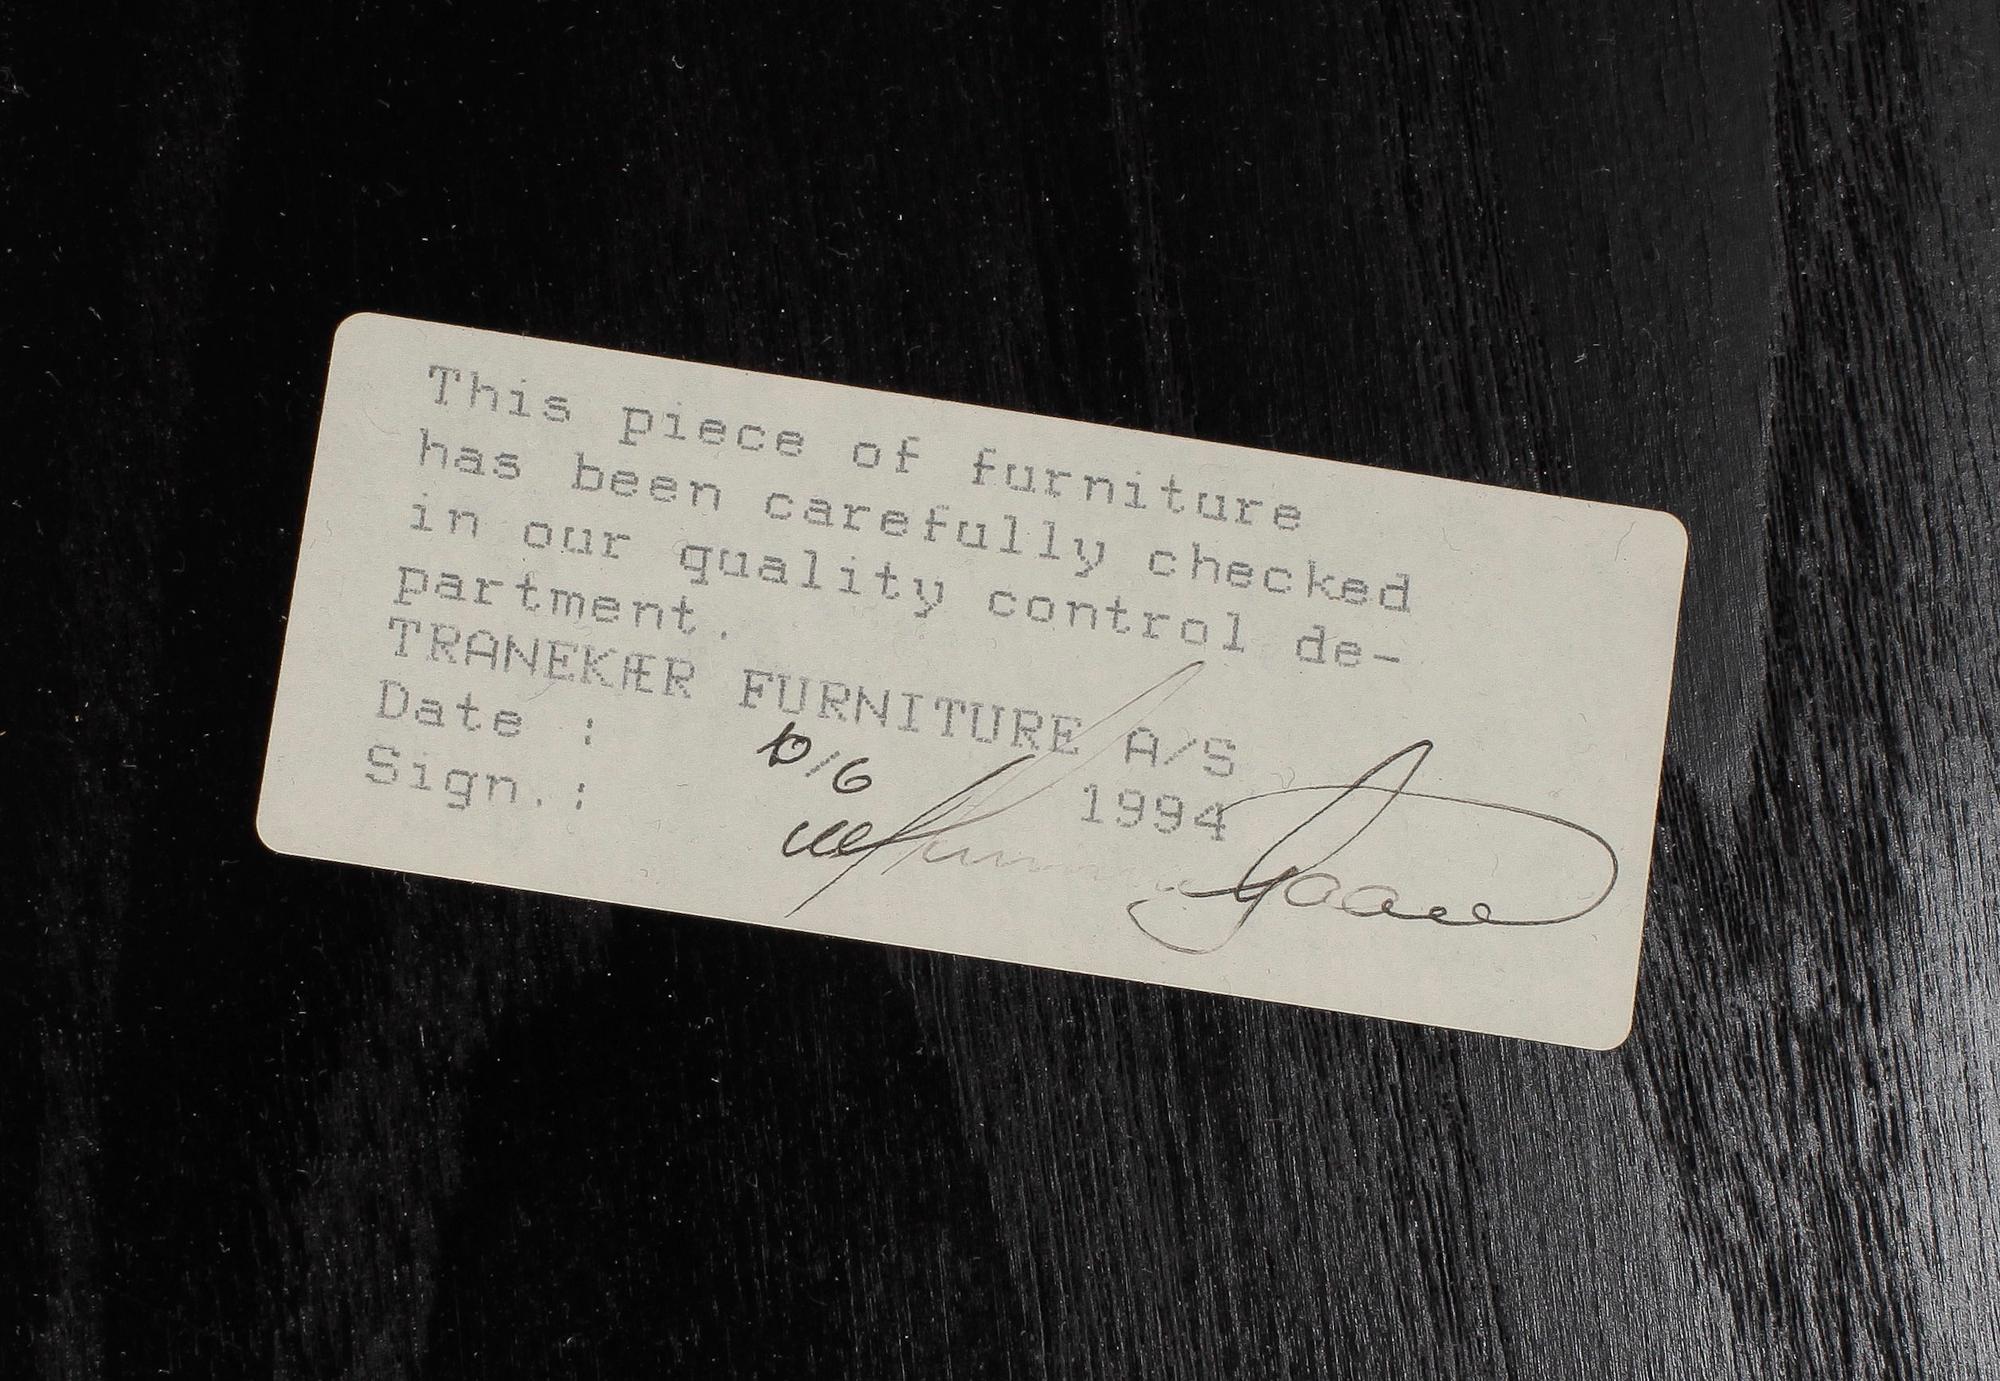 This piece of furniture
has been carefully checked
in our quality control de-
partment.
TRANEKÆR FURNITURE A/S
Date : 10/6 1994
Sign.: